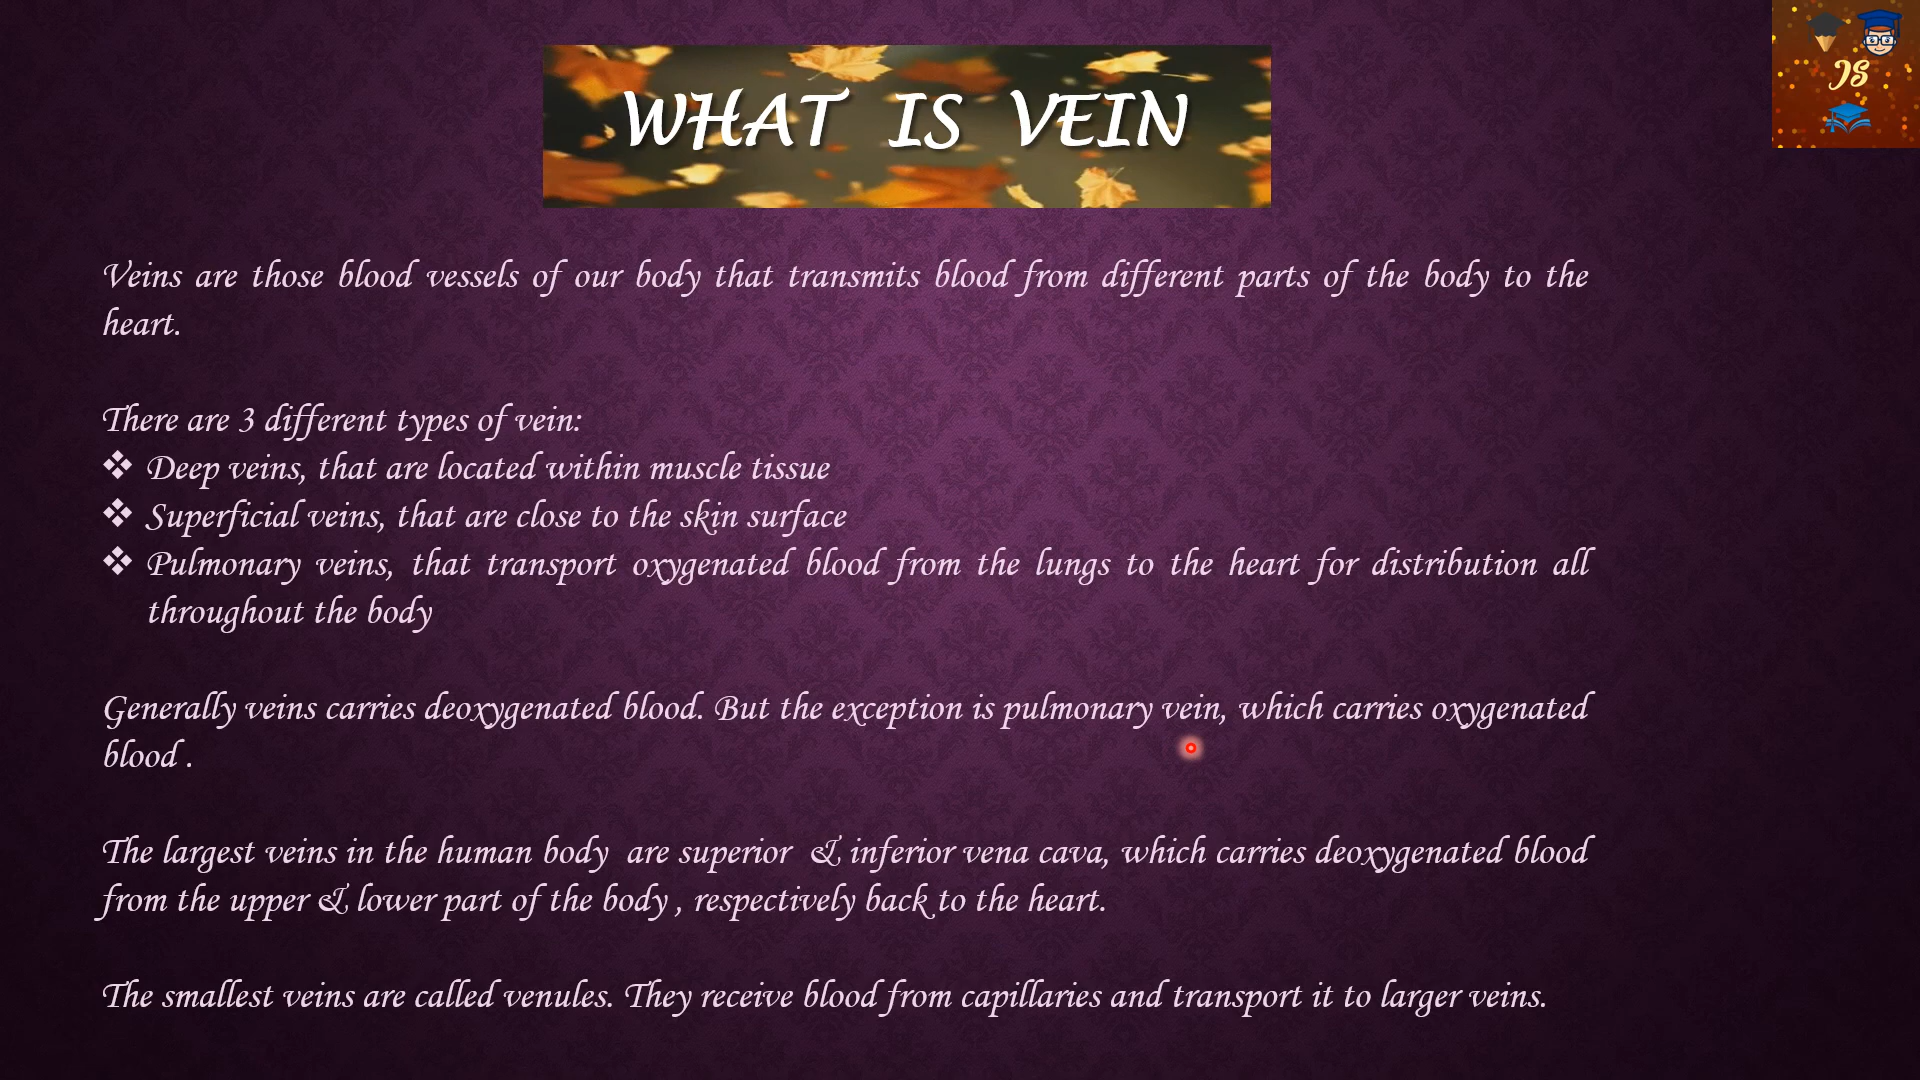 WHAT IS VEIN
JS
Veins are those blood vessels of our body that transmits blood from different parts of the body to the
heart.
There are 3 different types of vein:
❖ Deep veins, that are located within muscle tissue
❖ Superficial veins, that are close to the skin surface
❖ Pulmonary veins, that transport oxygenated blood from the lungs to the heart for distribution all
throughout the body
Generally veins carries deoxygenated blood. But the exception is pulmonary vein, which carries oxygenated
blood .
The largest veins in the human body are superior & inferior vena cava, which carries deoxygenated blood
from the upper & lower part of the body , respectively back to the heart.
The smallest veins are called venules. They receive blood from capillaries and transport it to larger veins.